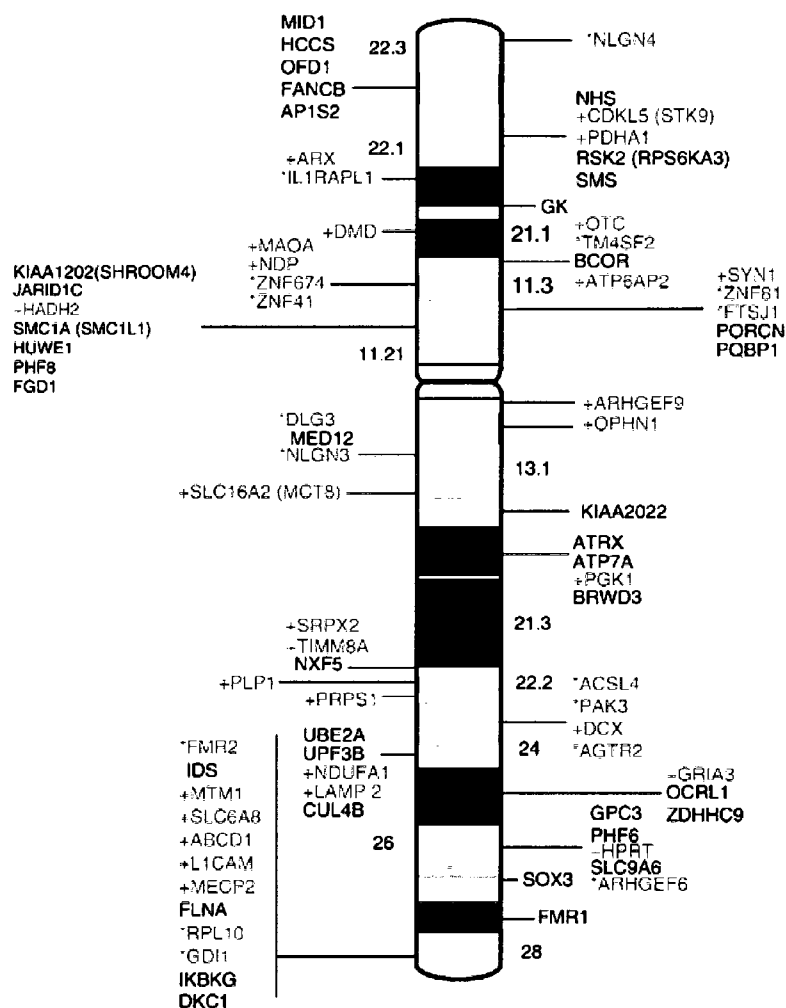 MID1
HCCS
OFD1
FANCB
AP1S2
22.3
*NLGN4
NHS
+CDKL5 (STK9)
+PDHA1
RSK2 (RPS6KA3)
SMS
22.1
+ARX
*IL1RAPL1
GK
+DMD
21.1
+OTC
*TM4SF2
BCOR
+ATP6AP2
+MAOA
+NDP
*ZNF674
*ZNF41
11.3
+SYN1
*ZNF81
*FTSJ1
PORCN
PQBP1
KIAA1202(SHROOM4)
JARID1C
+HADH2
SMC1A (SMC1L1)
HUWE1
PHF8
FGD1
11.21
+ARHGEF9
+OPHN1
*DLG3
MED12
*NLGN3
13.1
+SLC16A2 (MCT8)
KIAA2022
ATRX
ATP7A
+PGK1
BRWD3
21.3
+SRPX2
+TIMM8A
NXF5
+PLP1
+PRPS1
22.2
*ACSL4
*PAK3
+DCX
*AGTR2
24
UBE2A
UPF3B
+NDUFA1
+LAMP 2
CUL4B
+GRIA3
OCRL1
ZDHHC9
26
GPC3
PHF6
+HPRT
SLC9A6
*ARHGEF6
SOX3
FMR1
28
*FMR2
IDS
+MTM1
+SLC6A8
+ABCD1
+L1CAM
+MECP2
FLNA
*RPL10
*GDI1
IKBKG
DKC1